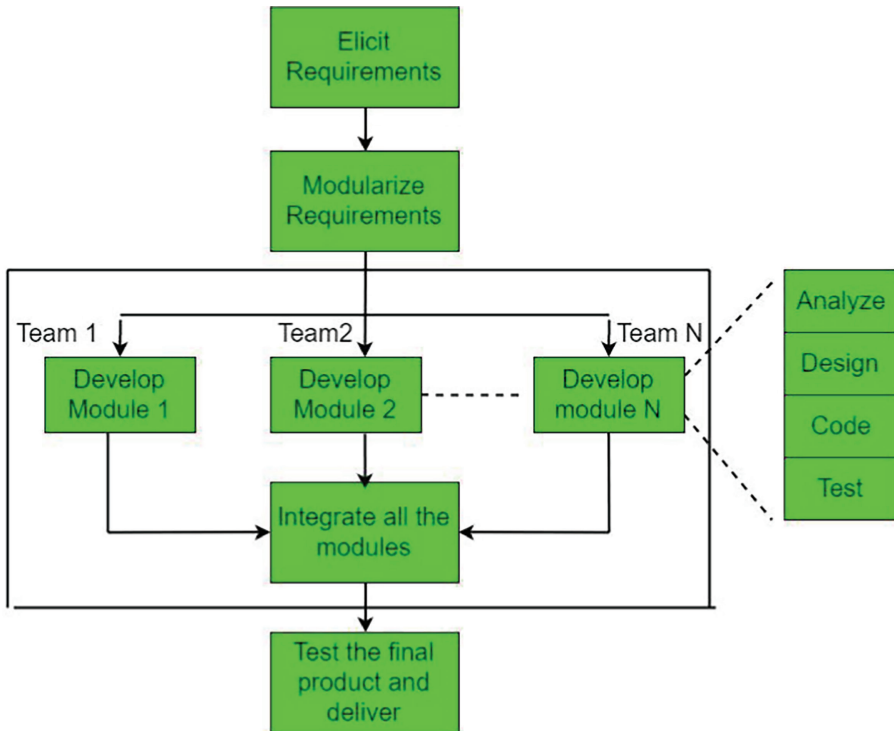 Elicit
Requirements
Modularize
Requirements
Team 1
Team2
Team N
Develop
Module 1
Develop
Module 2
Develop
module N
Analyze
Design
Code
Test
Integrate all the
modules
Test the final
product and
deliver